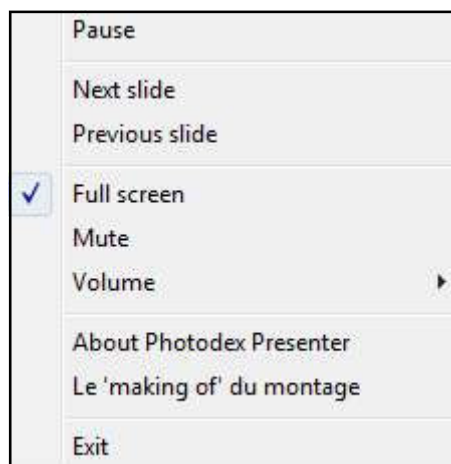 Pause
Next slide
Previous slide
Full screen
Mute
Volume
About Photodex Presenter
Le 'making of' du montage
Exit